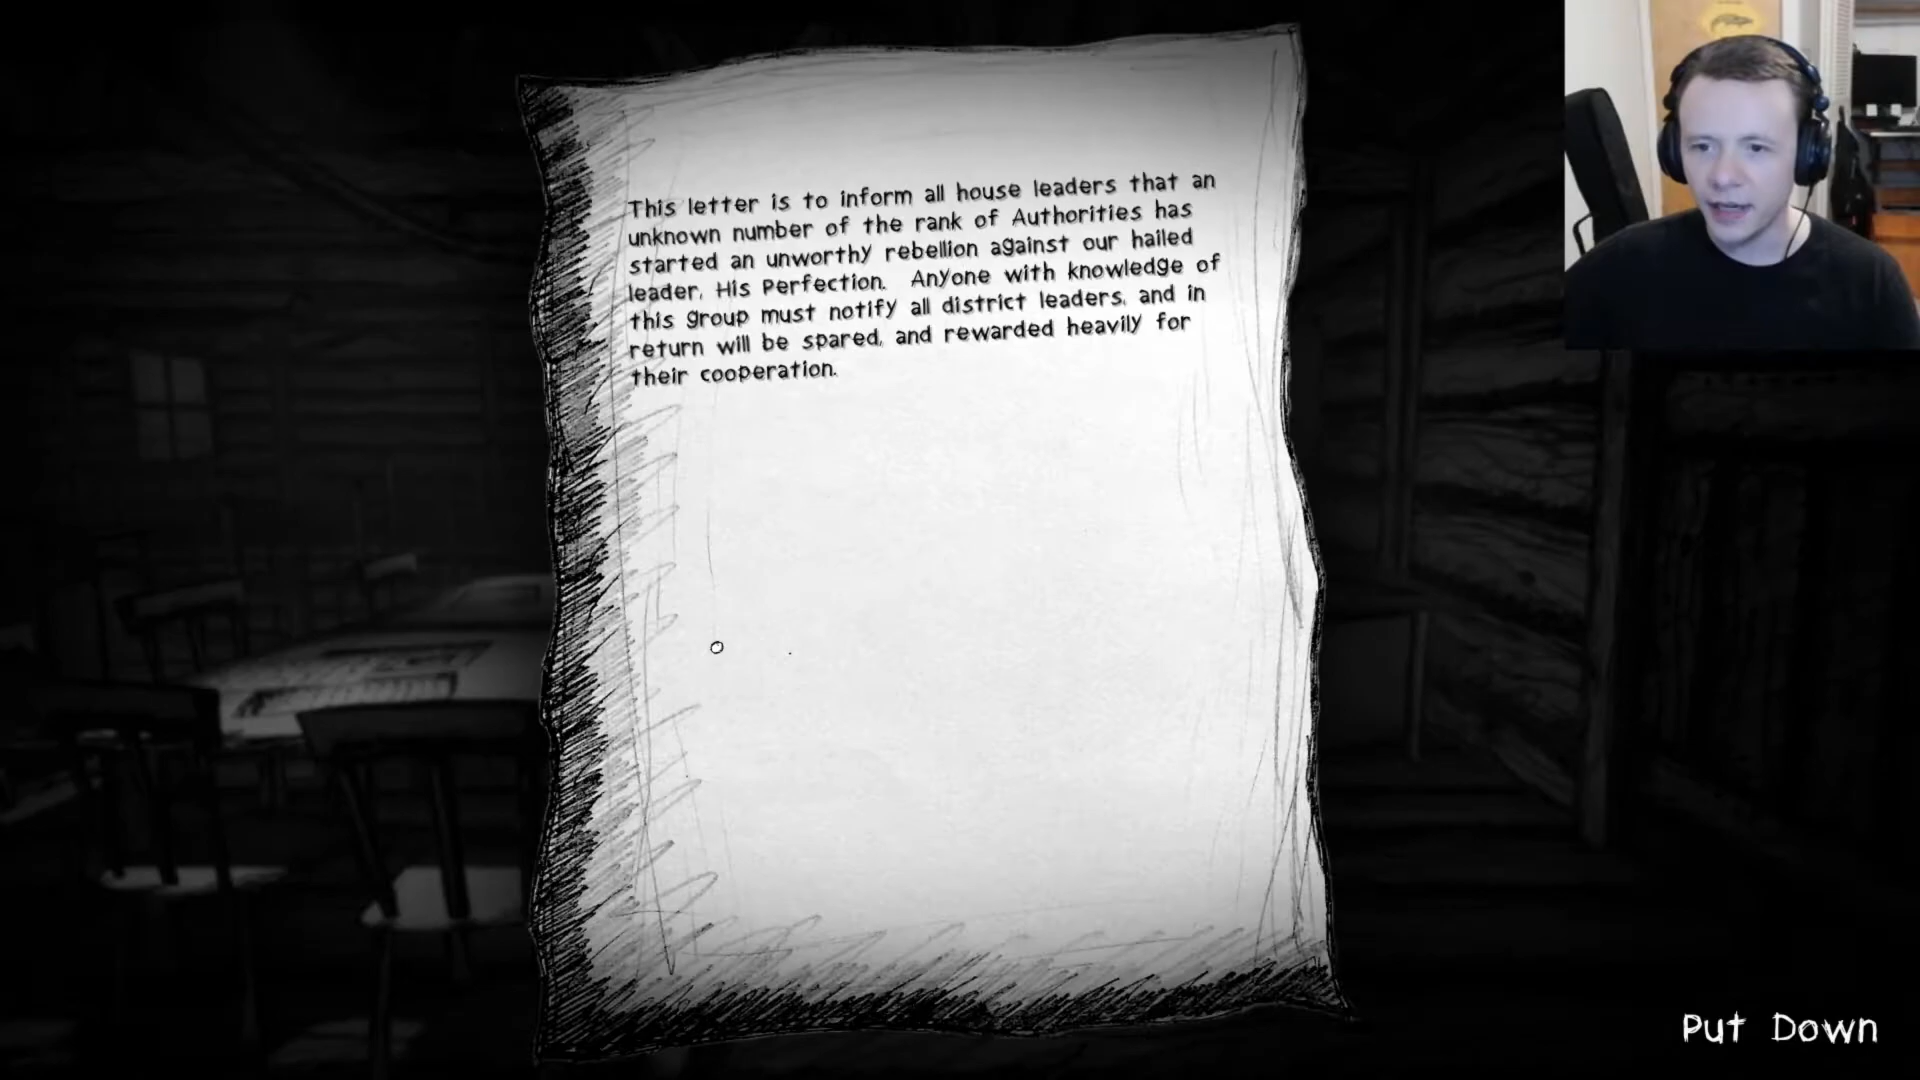 This letter is to inform all house leaders that an
unknown number of the rank of Authorities has
started an unworthy rebellion against our hailed
leader, His Perfection. Anyone with knowledge of
this group must notify all district leaders, and in
return will be spared, and rewarded heavily for
their cooperation.
Put Down